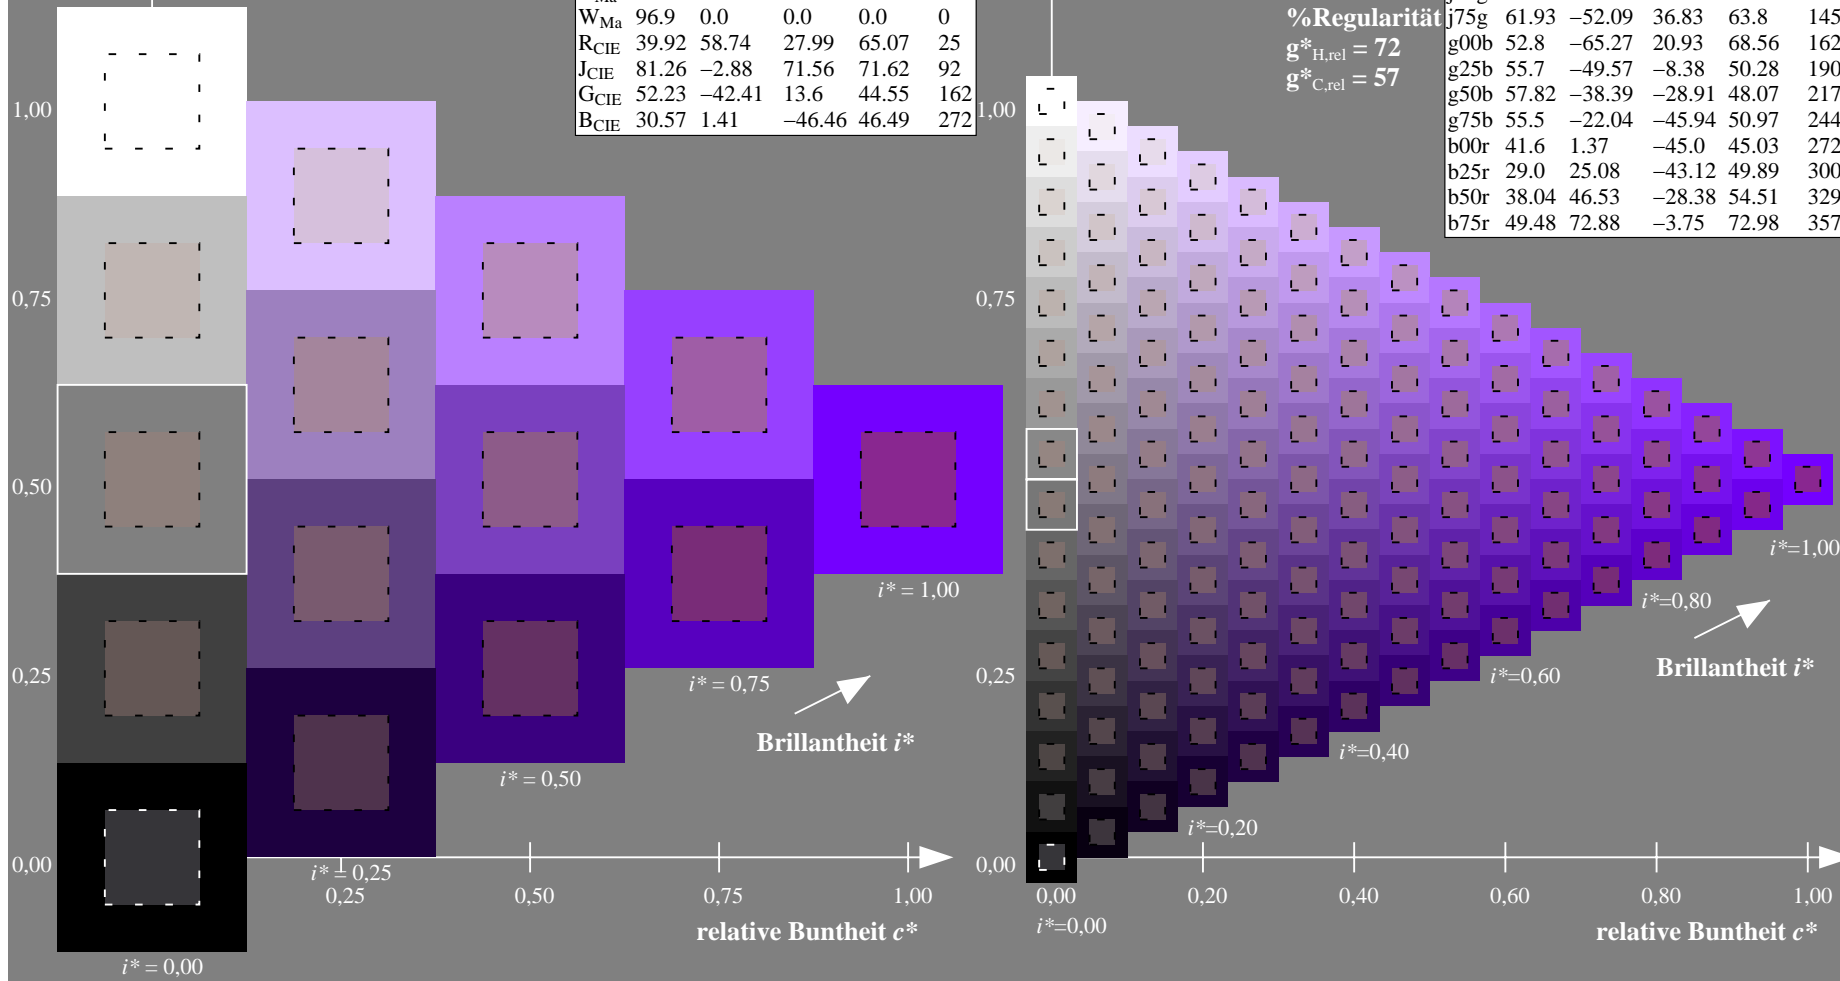 W_Ma 96.9 0.0 0.0 0.0 0
R_CIE 39.92 58.74 27.99 65.07 25
J_CIE 81.26 −2.88 71.56 71.62 92
G_CIE 52.23 −42.41 13.6 44.55 162
B_CIE 30.57 1.41 −46.46 46.49 272
1,00
0,75
0,50
0,25
0,00
i* = 1,00
i* = 0,75
Brillantheit i*
i* = 0,50
i* = 0,25
0,25 0,50 0,75 1,00
relative Buntheit c*
i* = 0,00
%Regularität
g*_H,rel = 72
g*_C,rel = 57
j75g 61.93 −52.09 36.83 63.8 145
g00b 52.8 −65.27 20.93 68.56 162
g25b 55.7 −49.57 −8.38 50.28 190
g50b 57.82 −38.39 −28.91 48.07 217
g75b 55.5 −22.04 −45.94 50.97 244
b00r 41.6 1.37 −45.0 45.03 272
b25r 29.0 25.08 −43.12 49.89 300
b50r 38.04 46.53 −28.38 54.51 329
b75r 49.48 72.88 −3.75 72.98 357
1,00
0,75
0,25
0,00
i*=1,00
i*=0,80
Brillantheit i*
i*=0,60
i*=0,40
i*=0,20
0,00 0,20 0,40 0,60 0,80 1,00
i*=0,00
relative Buntheit c*